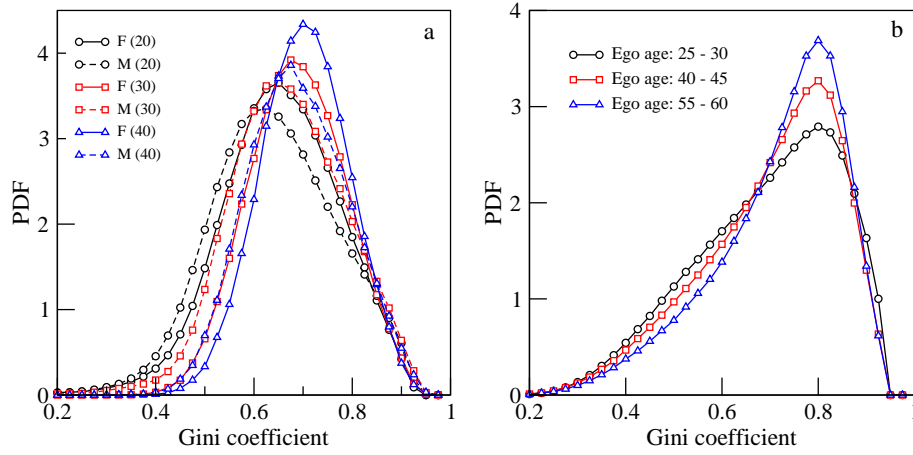 a
F (20)
M (20)
F (30)
M (30)
F (40)
M (40)
PDF
4
3
2
1
0
0.2 0.4 0.6 0.8 1
Gini coefficient
b
Ego age: 25 - 30
Ego age: 40 - 45
Ego age: 55 - 60
PDF
4
3
2
1
0
0.2 0.4 0.6 0.8 1
Gini coefficient